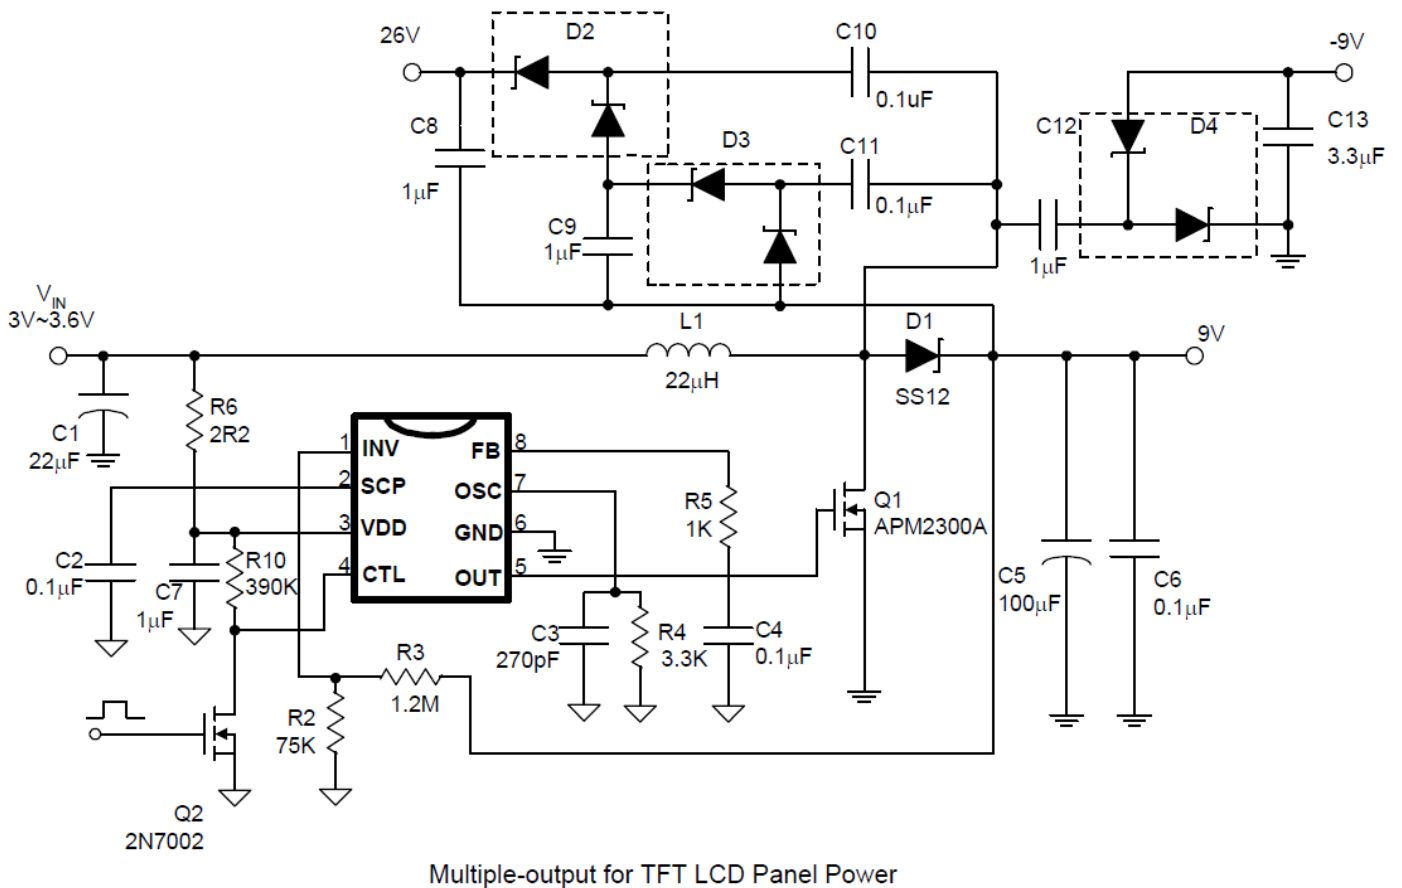 26V
D2
C10
0.1uF
-9V
C8
1µF
D3
C11
0.1µF
C12
1µF
D4
C13
3.3µF
C9
1µF
VIN
3V~3.6V
L1
22µH
D1
SS12
9V
C1
22µF
R6
2R2
1 INV
2 SCP
3 VDD
4 CTL
FB 8
OSC 7
GND 6
OUT 5
R5
1K
Q1
APM2300A
C2
0.1µF
C7
1µF
R10
390K
C3
270pF
R4
3.3K
C4
0.1µF
C5
100µF
C6
0.1µF
R3
1.2M
R2
75K
Q2
2N7002
Multiple-output for TFT LCD Panel Power